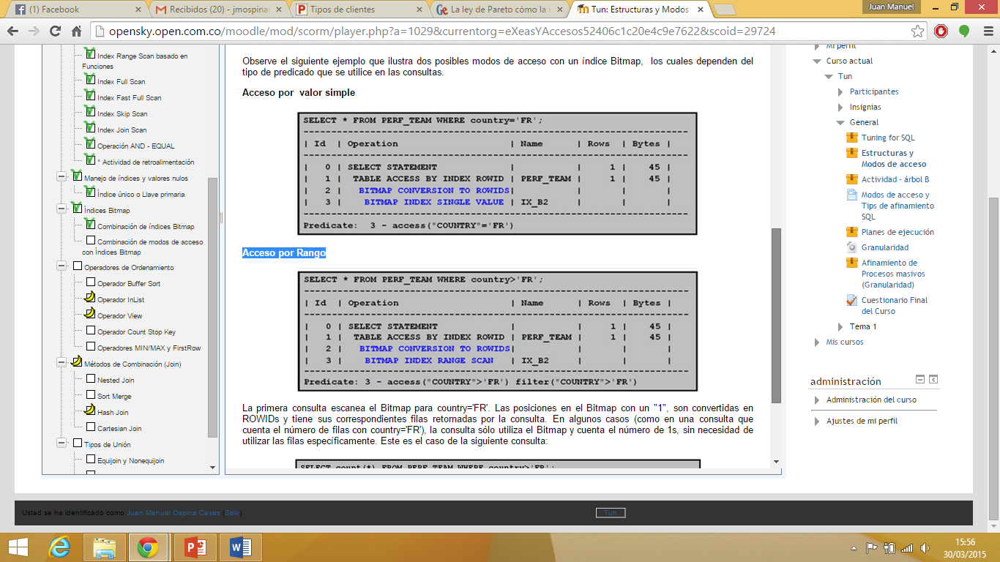 (1) Facebook
Recibidos (20) - jmospina
Tipos de clientes
La ley de Pareto cómo la r
Tun: Estructuras y Modos
Juan Manuel
opensky.open.com.co/moodle/mod/scorm/player.php?a=1029&currentorg=eXeasYAccesos52406c1c20e4c9e7622&scoid=29724
Index Range Scan basado en
Funciones
Index Full Scan
Index Fast Full Scan
Index Skip Scan
Index Join Scan
Operación AND - EQUAL
* Actividad de retroalimentación
Manejo de índices y valores nulos
Índice único o Llave primaria
Índices Bitmap
Combinación de índices Bitmap
Combinación de modos de acceso
con Índices Bitmap
Operadores de Ordenamiento
Operador Buffer Sort
Operador InList
Operador View
Operador Count Stop Key
Operadores MIN/MAX y FirstRow
Métodos de Combinación (Join)
Nested Join
Sort Merge
Hash Join
Cartesian Join
Tipos de Unión
Equijoin y Nonequijoin
Observe el siguiente ejemplo que ilustra dos posibles modos de acceso con un índice Bitmap, los cuales dependen del
tipo de predicado que se utilice en las consultas.
Acceso por valor simple
SELECT * FROM PERF_TEAM WHERE country='FR';
| Id | Operation | Name | Rows | Bytes |
| 0 | SELECT STATEMENT | | 1 | 45 |
| 1 | TABLE ACCESS BY INDEX ROWID | PERF_TEAM | 1 | 45 |
| 2 | BITMAP CONVERSION TO ROWIDS| | | |
| 3 | BITMAP INDEX SINGLE VALUE | IX_B2 | | |
Predicate: 3 - access("COUNTRY"='FR')
Acceso por Rango
SELECT * FROM PERF_TEAM WHERE country>'FR';
| Id | Operation | Name | Rows | Bytes |
| 0 | SELECT STATEMENT | | 1 | 45 |
| 1 | TABLE ACCESS BY INDEX ROWID | PERF_TEAM | 1 | 45 |
| 2 | BITMAP CONVERSION TO ROWIDS| | | |
| 3 | BITMAP INDEX RANGE SCAN | IX_B2 | | |
Predicate: 3 - access("COUNTRY">'FR') filter("COUNTRY">'FR')
La primera consulta escanea el Bitmap para country='FR'. Las posiciones en el Bitmap con un "1", son convertidas en
ROWIDs y tiene sus correspondientes filas retornadas por la consulta. En algunos casos (como en una consulta que
cuenta el número de filas con country='FR'), la consulta sólo utiliza el Bitmap y cuenta el número de 1s, sin necesidad de
utilizar las filas específicamente. Este es el caso de la siguiente consulta:
SELECT count(*) FROM PERF_TEAM WHERE country>'FR';
Mi perfil
Curso actual
Tun
Participantes
Insignias
General
Tuning for SQL
Estructuras y
Modos de acceso
Actividad - árbol B
Modos de acceso y
Tips de afinamiento
SQL
Planes de ejecución
Granularidad
Afinamiento de
Procesos masivos
(Granularidad)
Cuestionario Final
del Curso
Tema 1
Mis cursos
administración
Administración del curso
Ajustes de mi perfil
Usted se ha identificado como Juan Manuel Ospina Casas (Salir)
Tun
15:56
30/03/2015